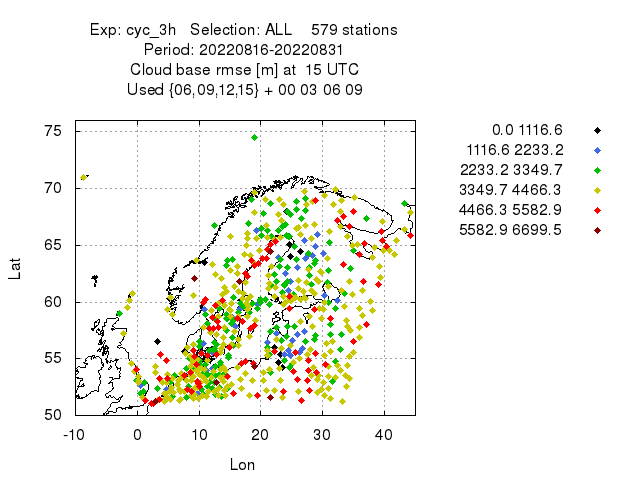 Exp: cyc_3h   Selection: ALL    579 stations
Period: 20220816-20220831
Cloud base rmse [m] at  15 UTC
Used {06,09,12,15} + 00 03 06 09
0.0 1116.6
1116.6 2233.2
2233.2 3349.7
3349.7 4466.3
4466.3 5582.9
5582.9 6699.5
75
70
65
60
55
50
Lat
-10 0 10 20 30 40
Lon